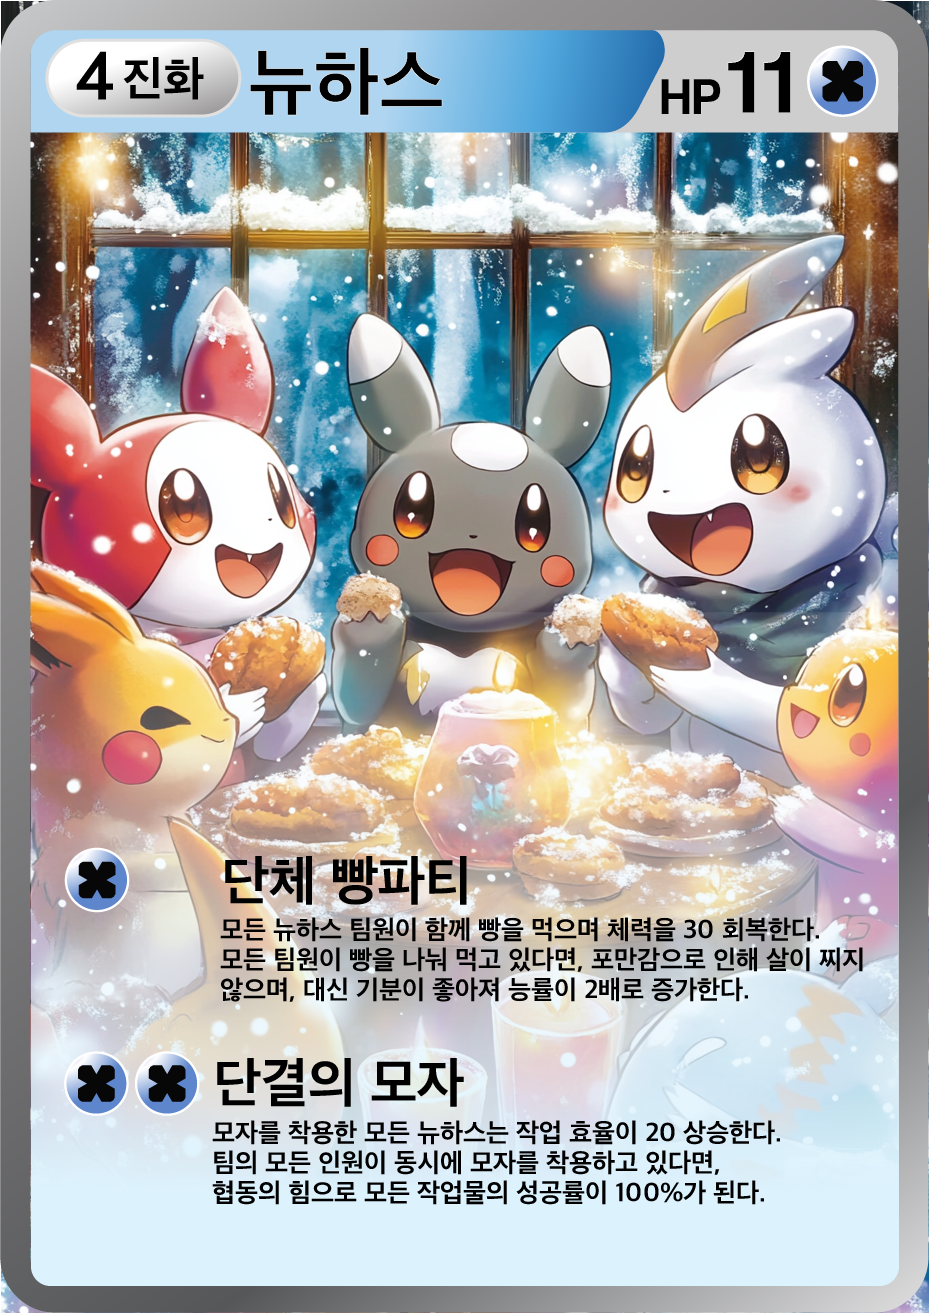 4 진화 뉴하스 HP 11
단체 빵파티
모든 뉴하스 팀원이 함께 빵을 먹으며 체력을 30 회복한다.
모든 팀원이 빵을 나눠 먹고 있다면, 포만감으로 인해 살이 찌지
않으며, 대신 기분이 좋아져 능률이 2배로 증가한다.
단결의 모자
모자를 착용한 모든 뉴하스는 작업 효율이 20 상승한다.
팀의 모든 인원이 동시에 모자를 착용하고 있다면,
협동의 힘으로 모든 작업물의 성공률이 100%가 된다.